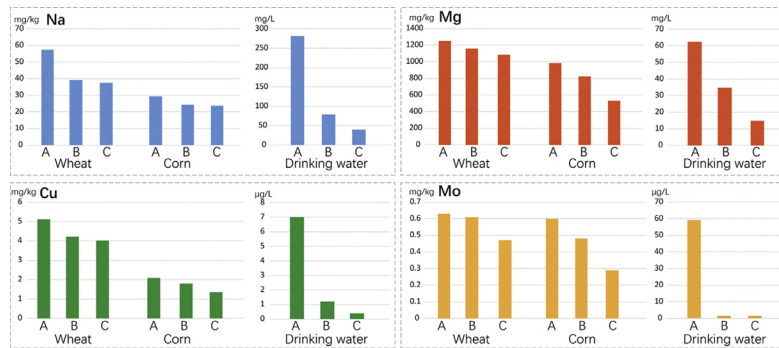 mg/kg Na
70
60
50
40
30
20
10
0
A B C A B C
Wheat Corn
mg/L
300
250
200
150
100
50
0
A B C
Drinking water
mg/kg Mg
1400
1200
1000
800
600
400
200
0
A B C A B C
Wheat Corn
mg/L
70
60
50
40
30
20
10
0
A B C
Drinking water
mg/kg Cu
6
5
4
3
2
1
0
A B C A B C
Wheat Corn
μg/L
8
7
6
5
4
3
2
1
0
A B C
Drinking water
mg/kg Mo
0.7
0.6
0.5
0.4
0.3
0.2
0.1
0
A B C A B C
Wheat Corn
μg/L
70
60
50
40
30
20
10
0
A B C
Drinking water